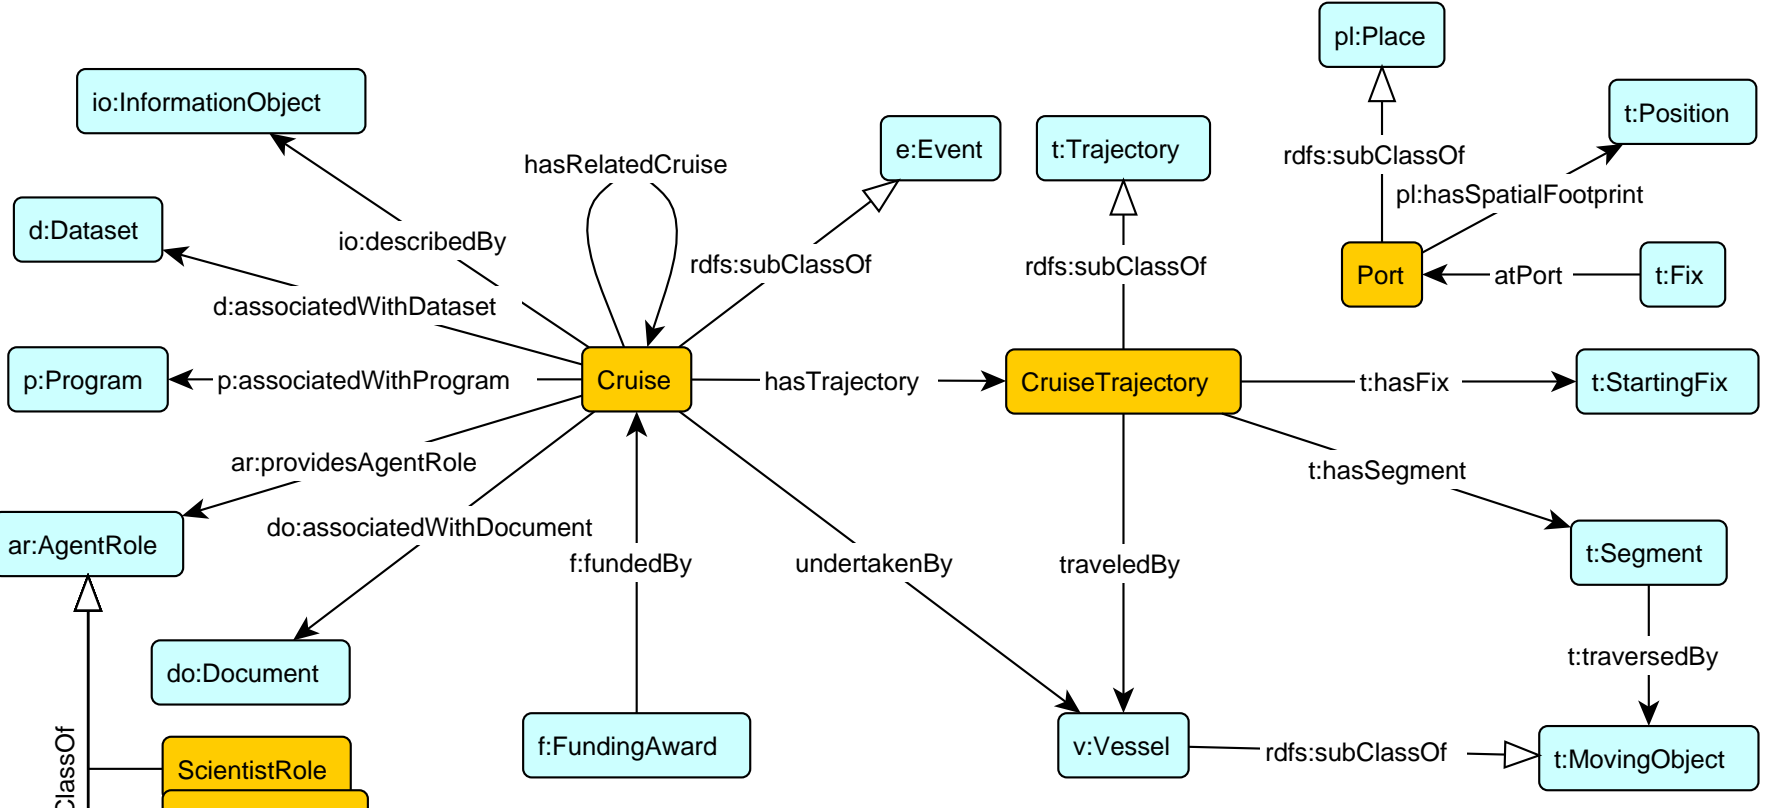 pl:Place
io:InformationObject
t:Position
e:Event
t:Trajectory
hasRelatedCruise
rdfs:subClassOf
pl:hasSpatialFootprint
d:Dataset
io:describedBy
rdfs:subClassOf
rdfs:subClassOf
Port
atPort
t:Fix
d:associatedWithDataset
p:Program
p:associatedWithProgram
Cruise
hasTrajectory
CruiseTrajectory
t:hasFix
t:StartingFix
ar:providesAgentRole
t:hasSegment
ar:AgentRole
do:associatedWithDocument
f:fundedBy
undertakenBy
traveledBy
t:Segment
t:traversedBy
do:Document
f:FundingAward
v:Vessel
rdfs:subClassOf
t:MovingObject
ClassOf
ScientistRole